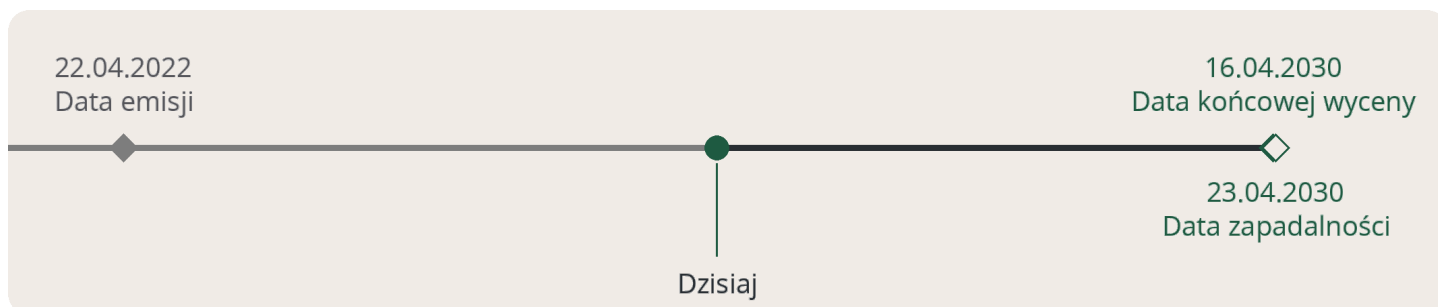 22.04.2022
Data emisji
16.04.2030
Data końcowej wyceny
23.04.2030
Data zapadalności
Dzisiaj